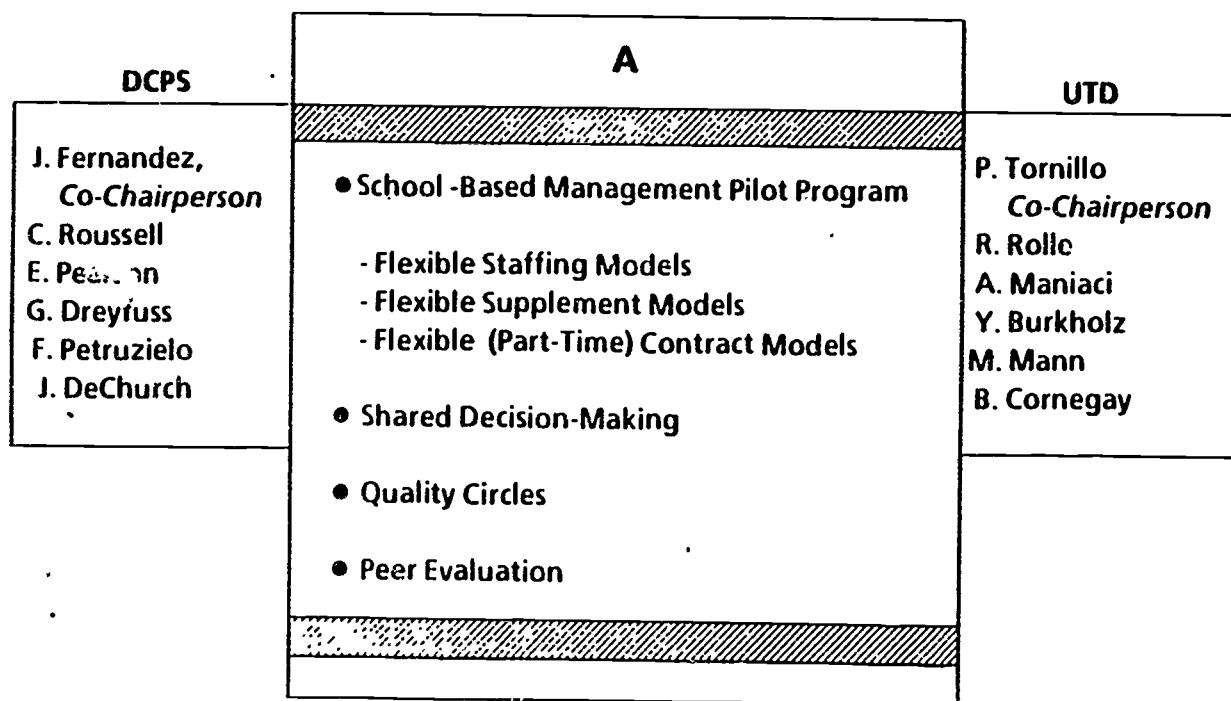 DCPS
J. Fernandez,
Co-Chairperson
C. Roussell
E.
G. Dreyfuss
F. Petruzielo
J. DeChurch
A
● School -Based Management Pilot Program
- Flexible Staffing Models
- Flexible Supplement Models
- Flexible (Part-Time) Contract Models
● Shared Decision-Making
● Quality Circles
● Peer Evaluation
UTD
P. Tornillo
Co-Chairperson
R. Rolle
A. Maniaci
Y. Burkholz
M. Mann
B. Cornegay